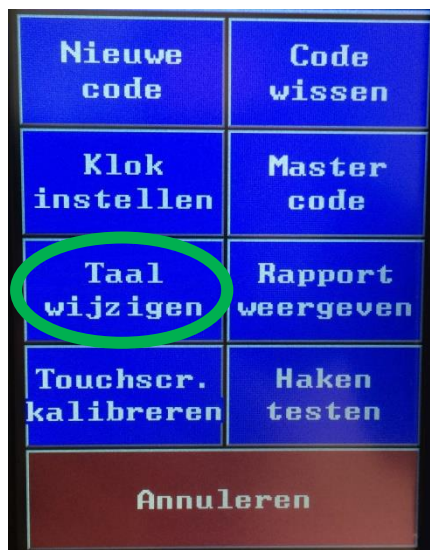 Nieuwe
code
Code
wissen
Klok
instellen
Master
code
Taal
wijzigen
Rapport
weergeven
Touchscr.
kalibreren
Haken
testen
Annuleren